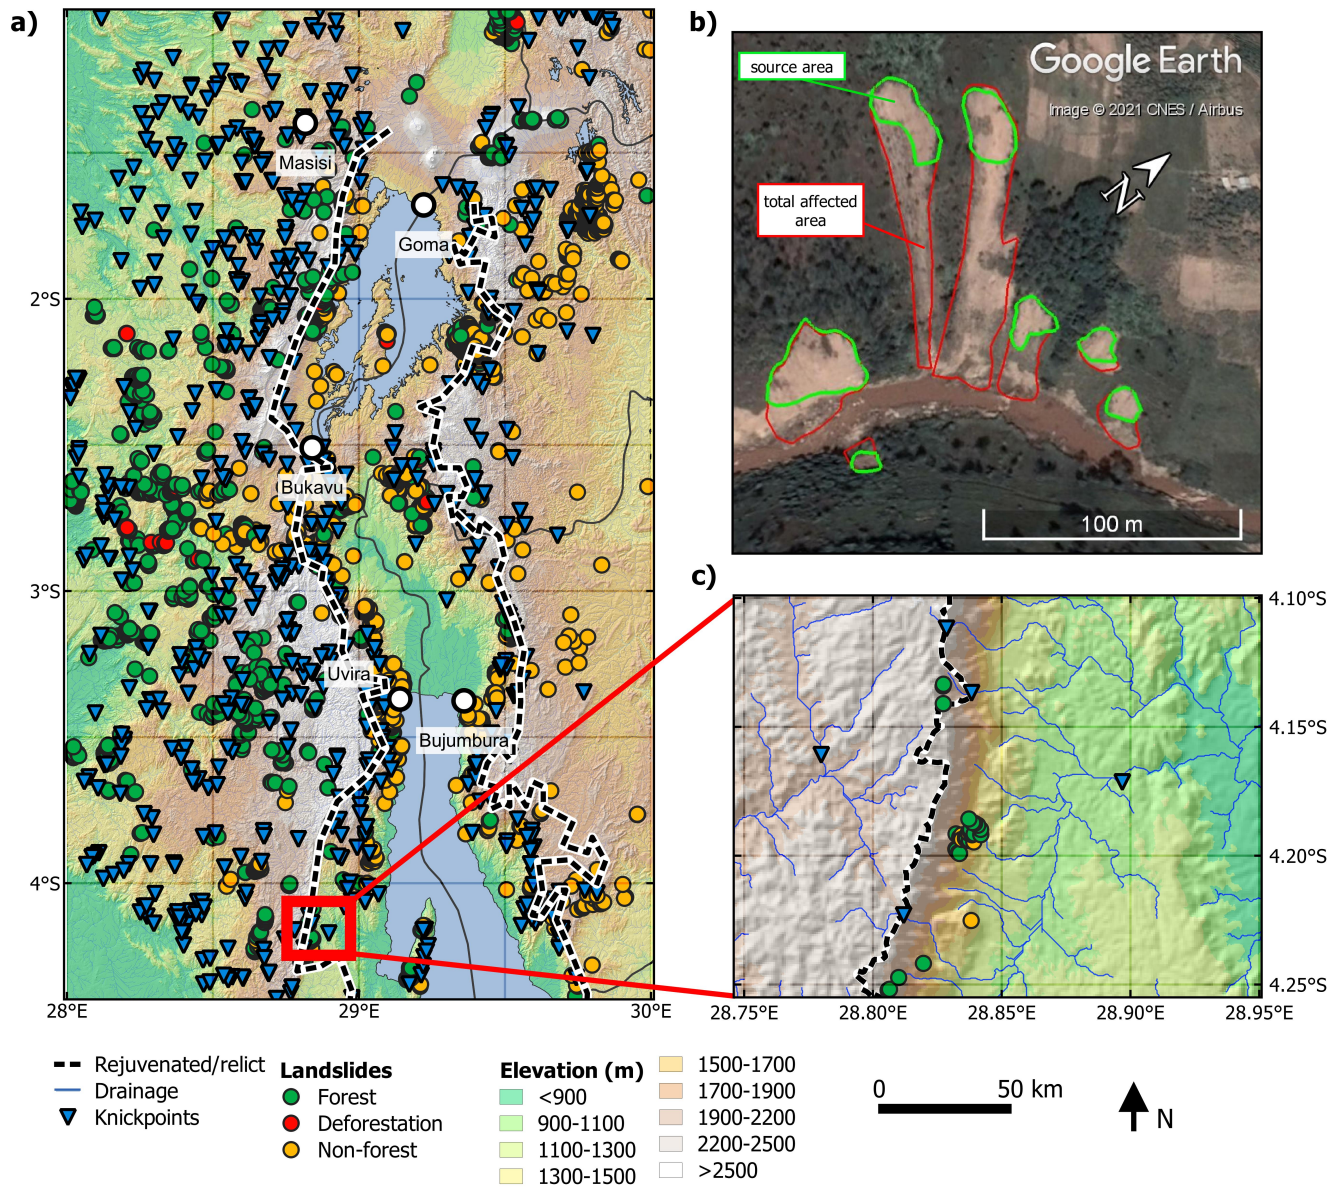 a)
Masisi
Goma
Bukavu
Uvira
Bujumbura
2°S
3°S
4°S
28°E
29°E
30°E
b)
Google Earth
Image © 2021 CNES / Airbus
source area
total affected
area
N
100 m
c)
4.10°S
4.15°S
4.20°S
4.25°S
28.75°E
28.80°E
28.85°E
28.90°E
28.95°E
Rejuvenated/relict
Drainage
Knickpoints
Landslides
Forest
Deforestation
Non-forest
Elevation (m)
<900
900-1100
1100-1300
1300-1500
1500-1700
1700-1900
1900-2200
2200-2500
>2500
0
50 km
N